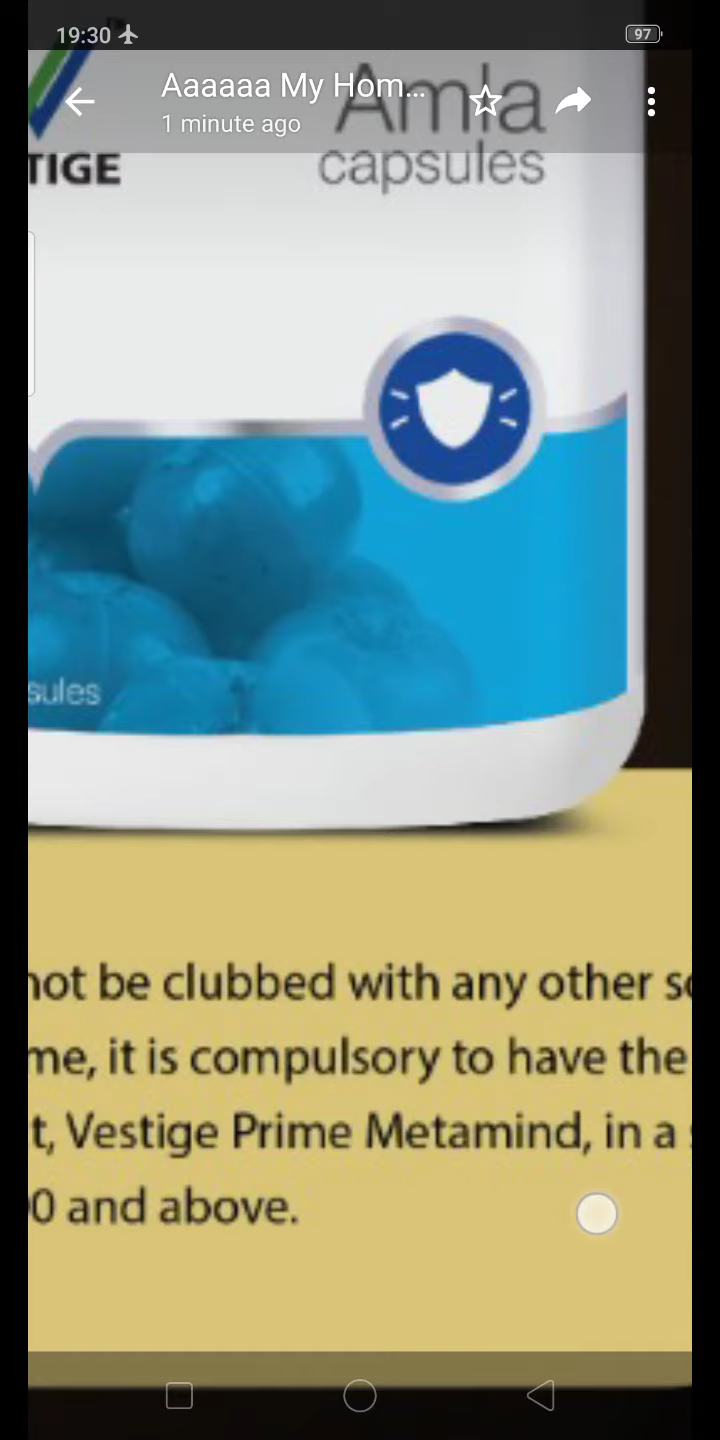 19:30
97
Aaaaaa My Hom...
1 minute ago
Amla
TIGE
capsules
sules
not be clubbed with any other
me, it is compulsory to have the
t, Vestige Prime Metamind, in a
0 and above.